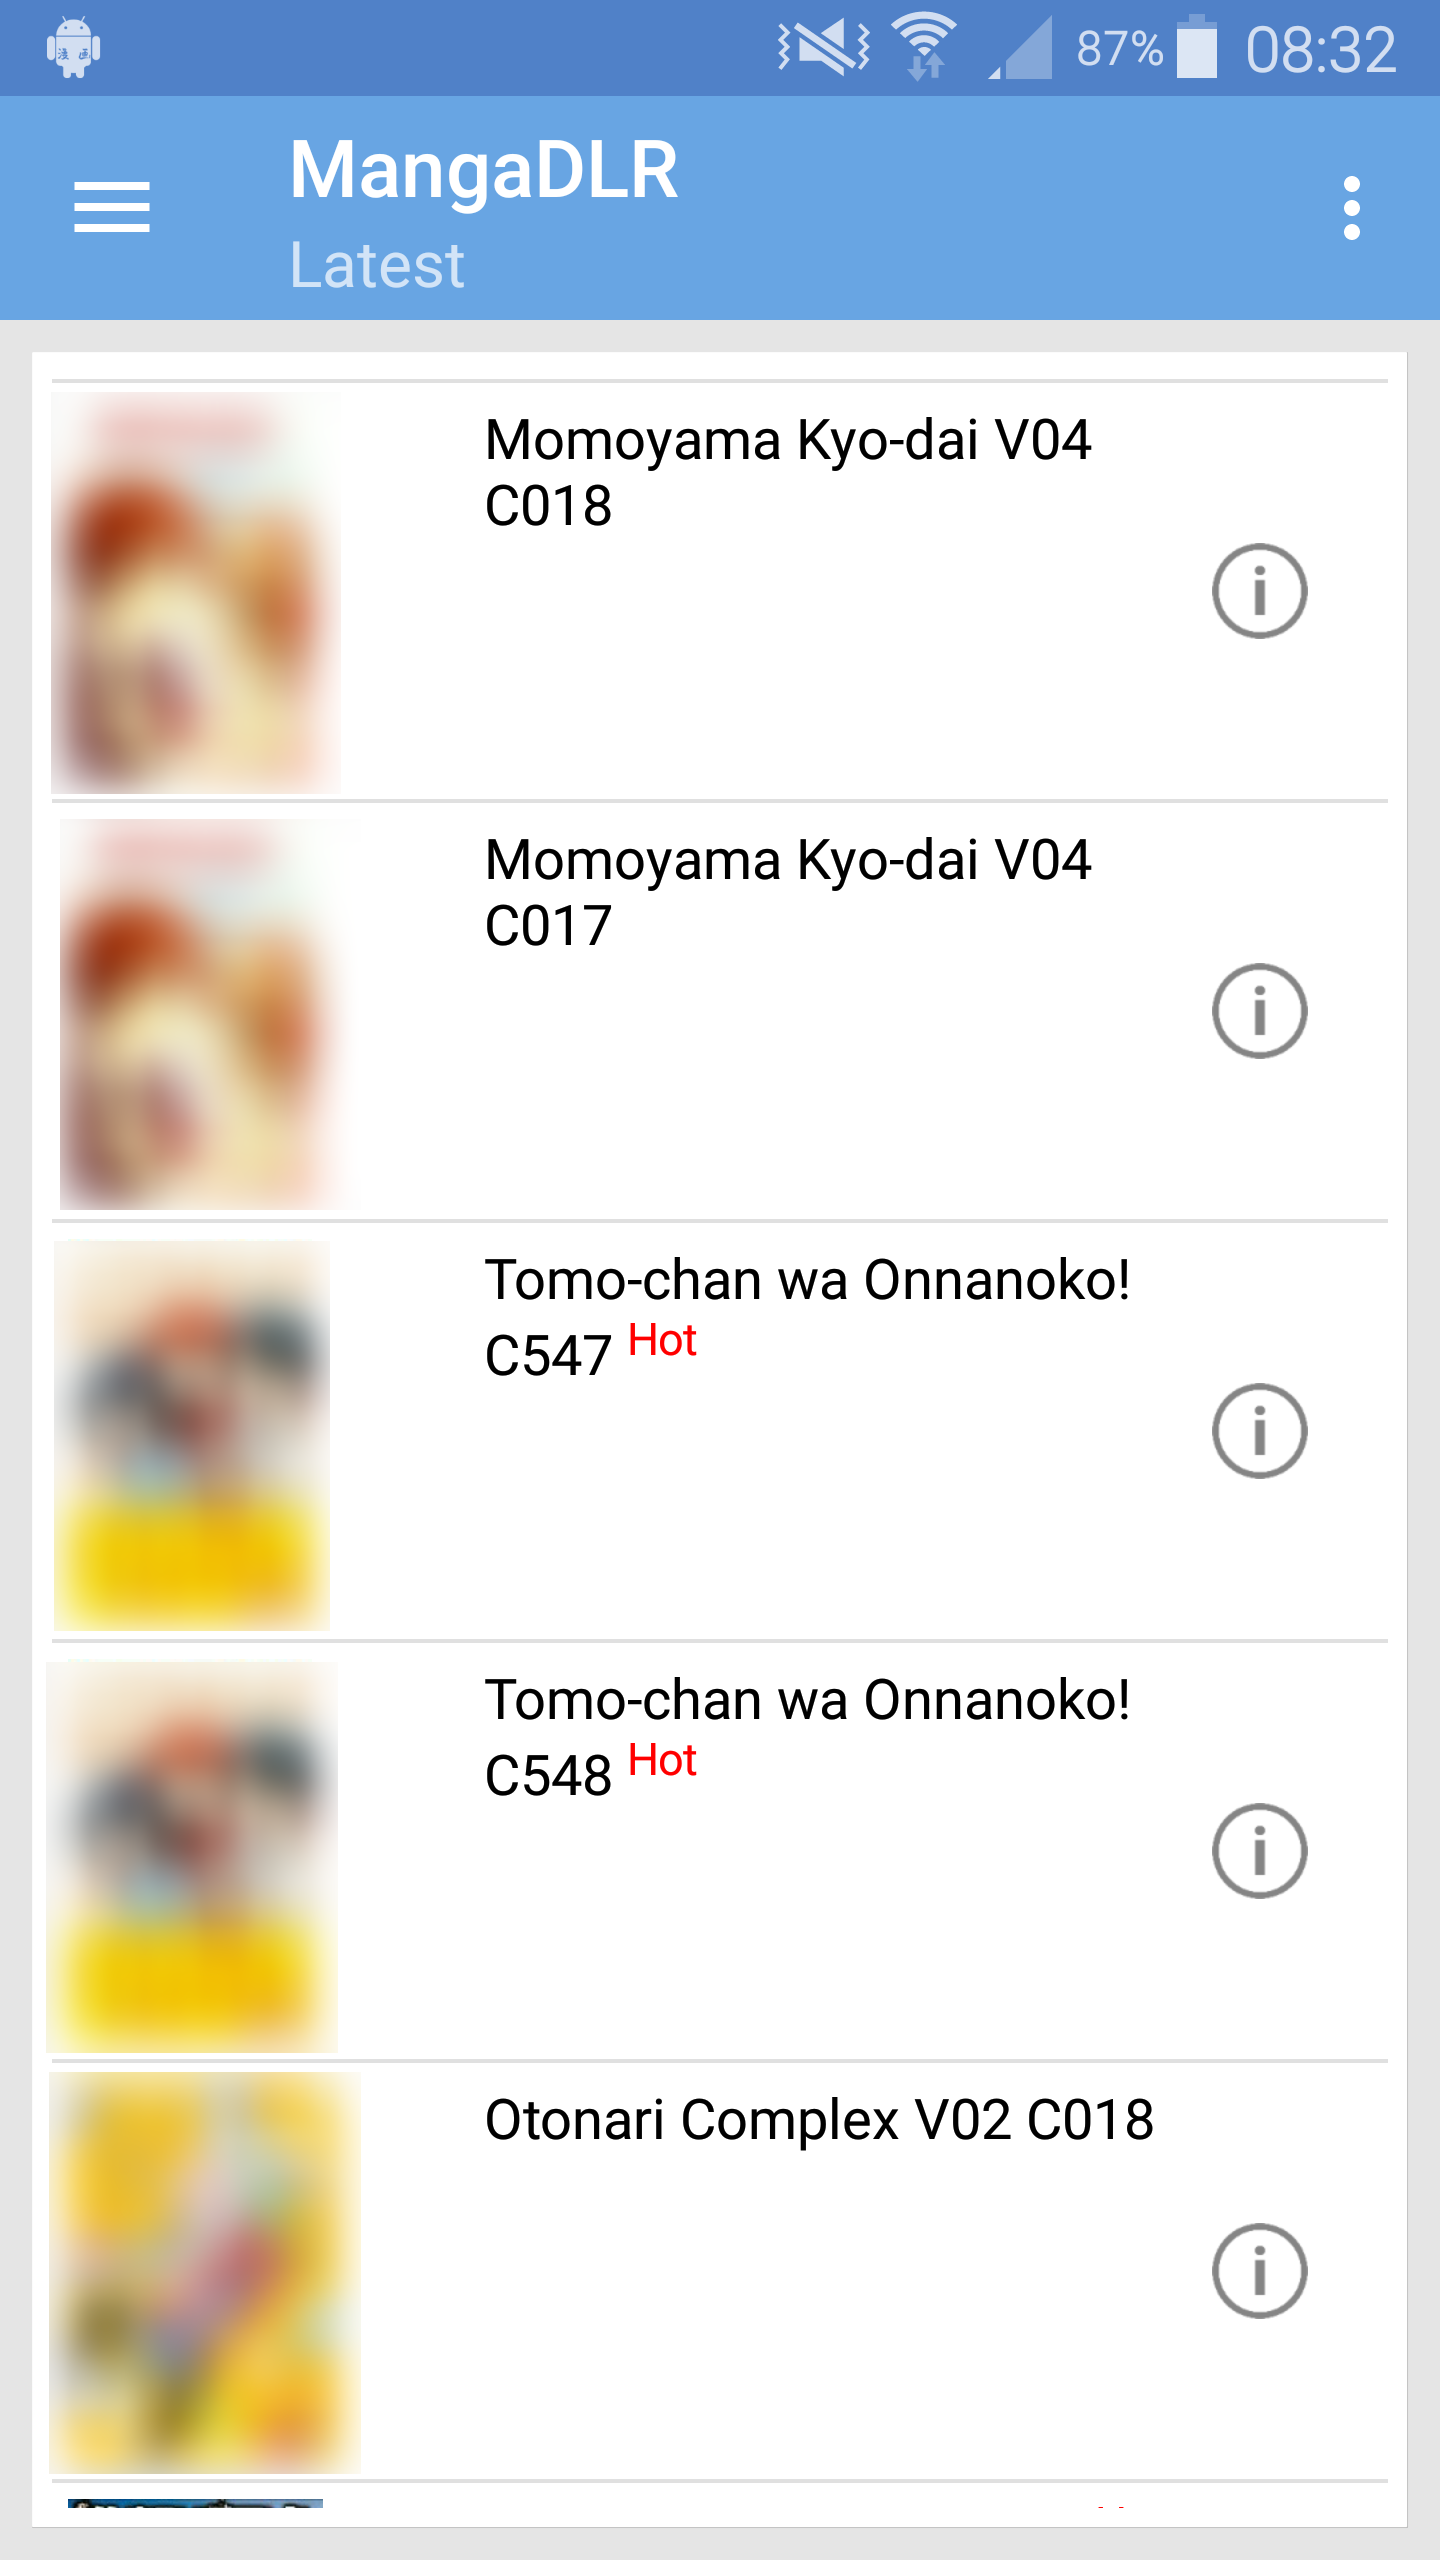 87% 08:32
MangaDLR
Latest
Momoyama Kyo-dai V04
C018
Momoyama Kyo-dai V04
C017
Tomo-chan wa Onnanoko!
C547 Hot
Tomo-chan wa Onnanoko!
C548 Hot
Otonari Complex V02 C018